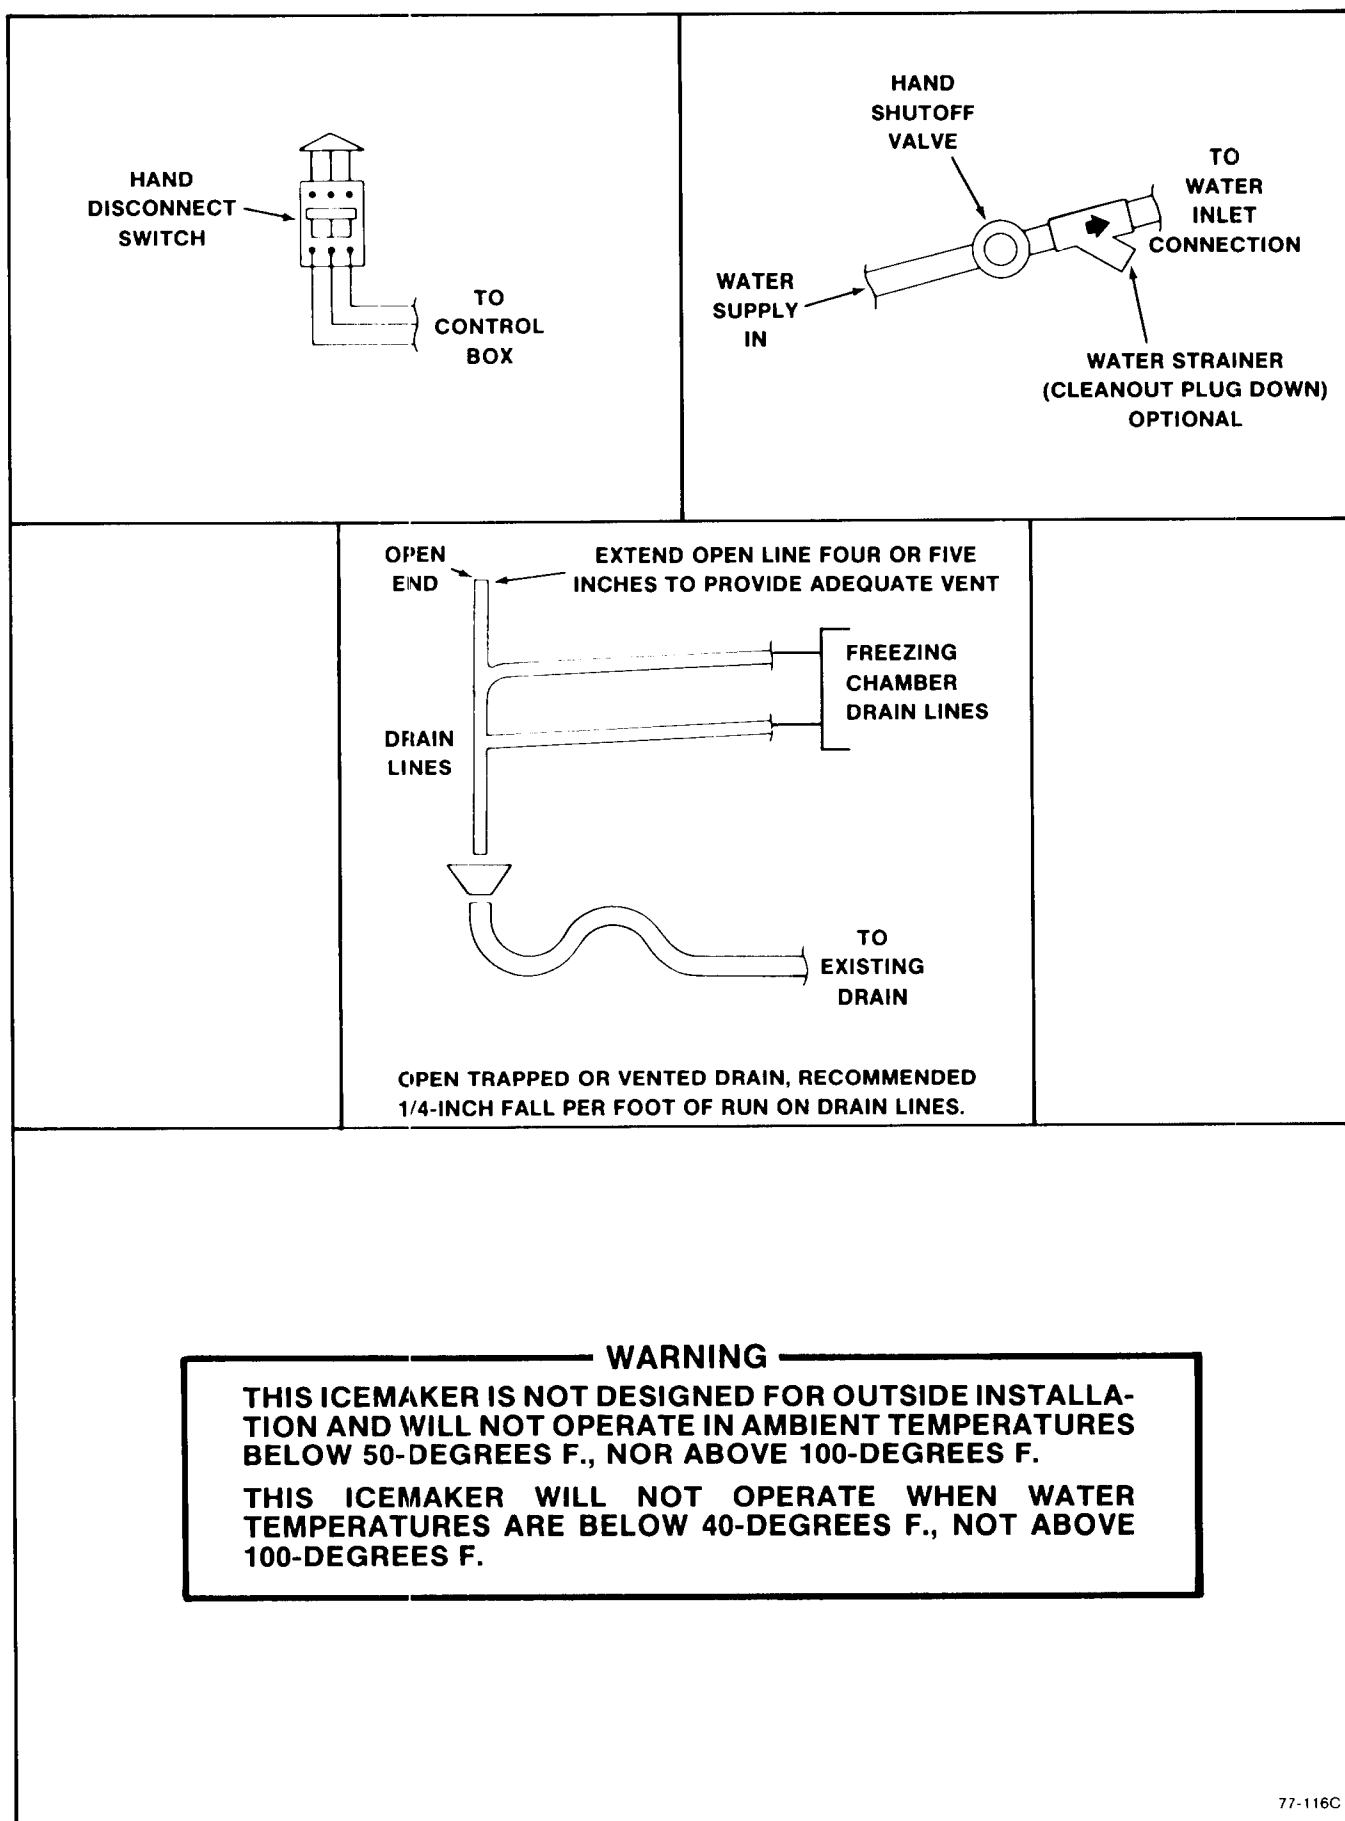 HAND
DISCONNECT
SWITCH
TO
CONTROL
BOX
HAND
SHUTOFF
VALVE
TO
WATER
INLET
CONNECTION
WATER
SUPPLY
IN
WATER STRAINER
(CLEANOUT PLUG DOWN)
OPTIONAL
OPEN
END
EXTEND OPEN LINE FOUR OR FIVE
INCHES TO PROVIDE ADEQUATE VENT
FREEZING
CHAMBER
DRAIN LINES
DRAIN
LINES
TO
EXISTING
DRAIN
OPEN TRAPPED OR VENTED DRAIN, RECOMMENDED
1/4-INCH FALL PER FOOT OF RUN ON DRAIN LINES.
WARNING
THIS ICEMAKER IS NOT DESIGNED FOR OUTSIDE INSTALLA-
TION AND WILL NOT OPERATE IN AMBIENT TEMPERATURES
BELOW 50-DEGREES F., NOR ABOVE 100-DEGREES F.
THIS ICEMAKER WILL NOT OPERATE WHEN WATER
TEMPERATURES ARE BELOW 40-DEGREES F., NOT ABOVE
100-DEGREES F.
77-116C